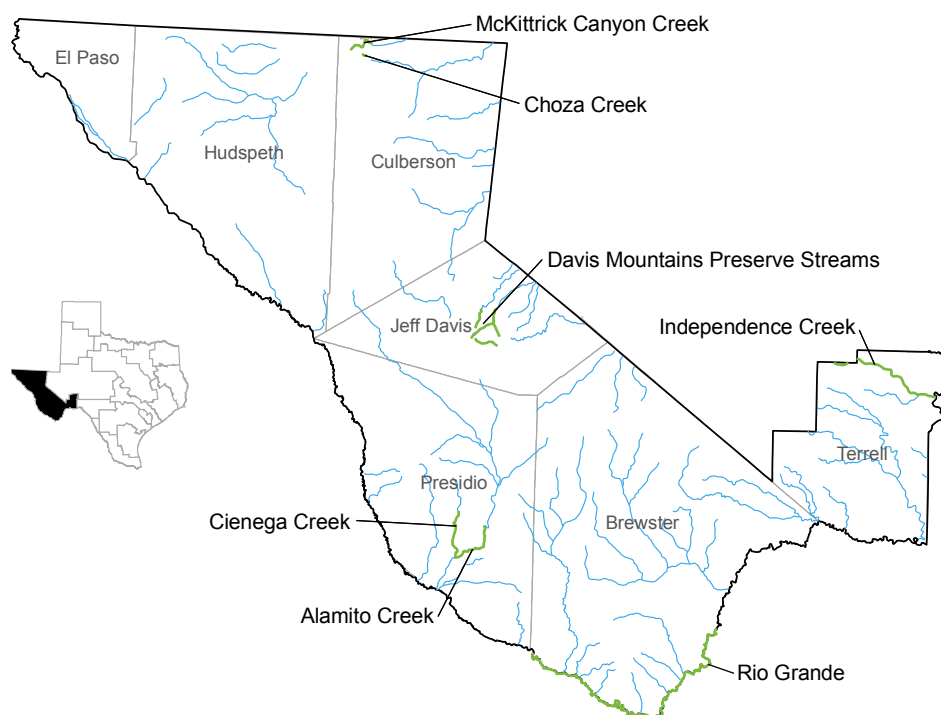 McKittrick Canyon Creek
El Paso
Choza Creek
Hudspeth
Culberson
Davis Mountains Preserve Streams
Jeff Davis
Independence Creek
Terrell
Presidio
Cienega Creek
Brewster
Alamito Creek
Rio Grande